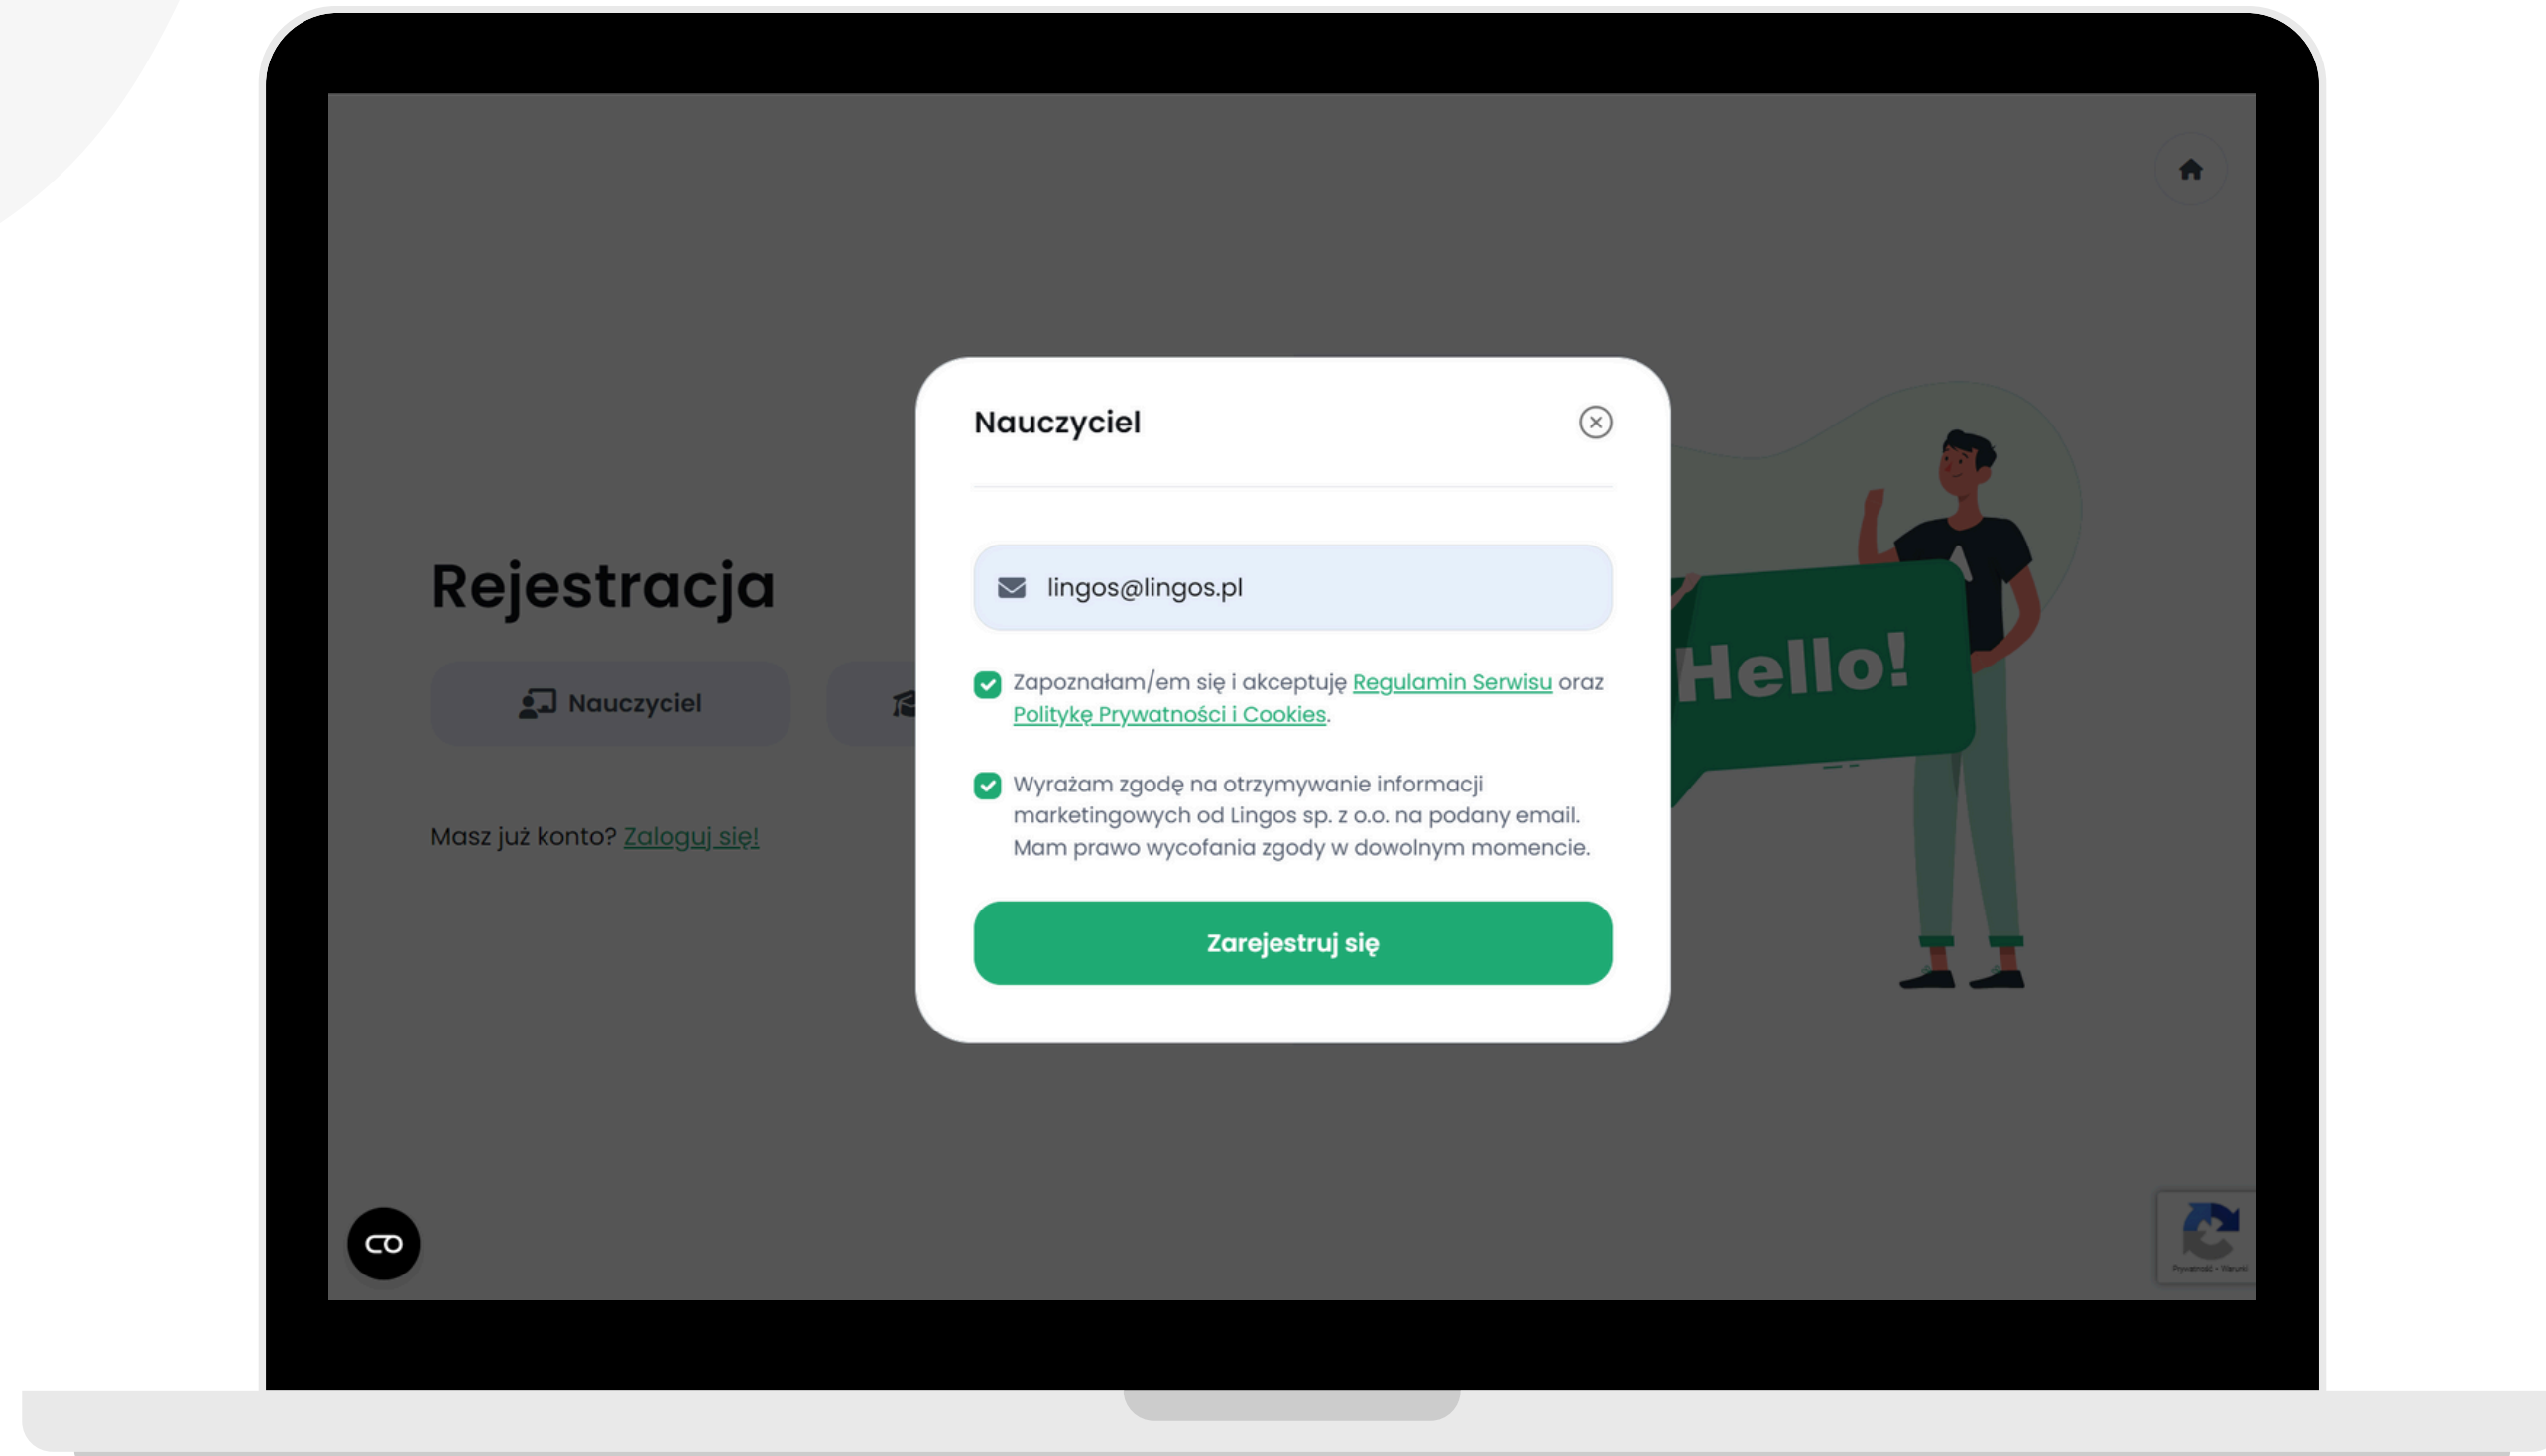 Nauczyciel
lingos@lingos.pl
Zapoznałam/em się i akceptuję Regulamin Serwisu oraz
Politykę Prywatności i Cookies.
Wyrażam zgodę na otrzymywanie informacji
marketingowych od Lingos sp. z o.o. na podany email.
Mam prawo wycofania zgody w dowolnym momencie.
Zarejestruj się
Rejestracja
Nauczyciel
Masz już konto? Zaloguj się!
Hello!
Prywatność - Warunki